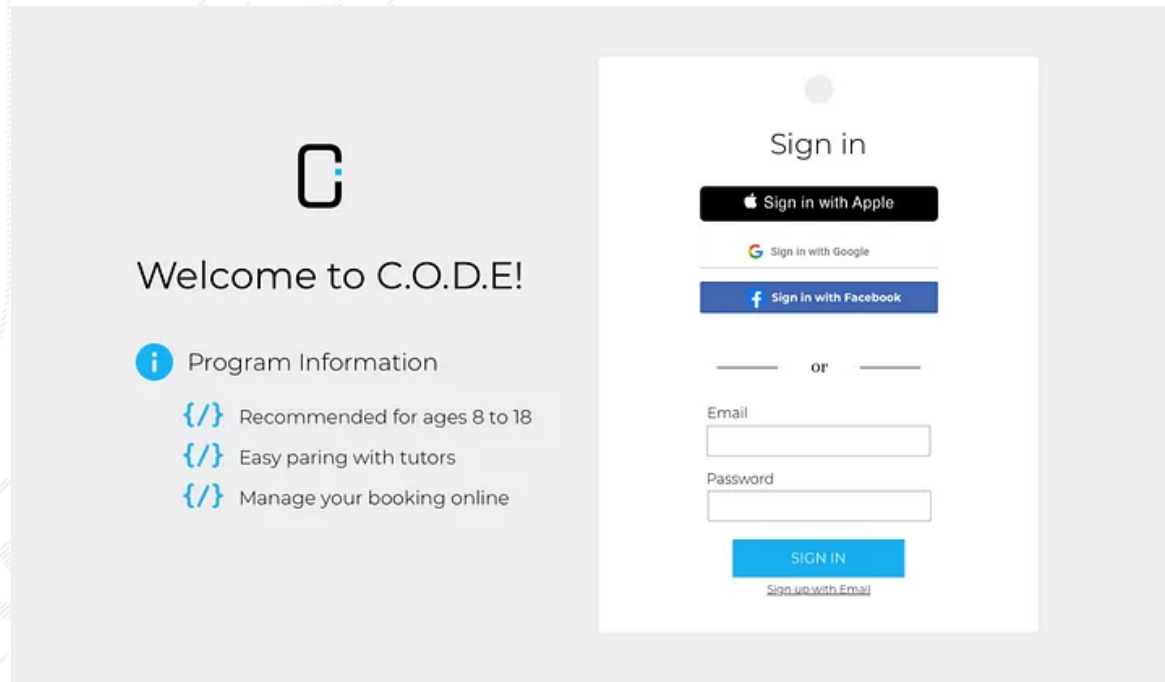 Welcome to C.O.D.E!
Program Information
{/} Recommended for ages 8 to 18
{/} Easy paring with tutors
{/} Manage your booking online
Sign in
Sign in with Apple
Sign in with Google
Sign in with Facebook
or
Email
Password
SIGN IN
Sign up with Email